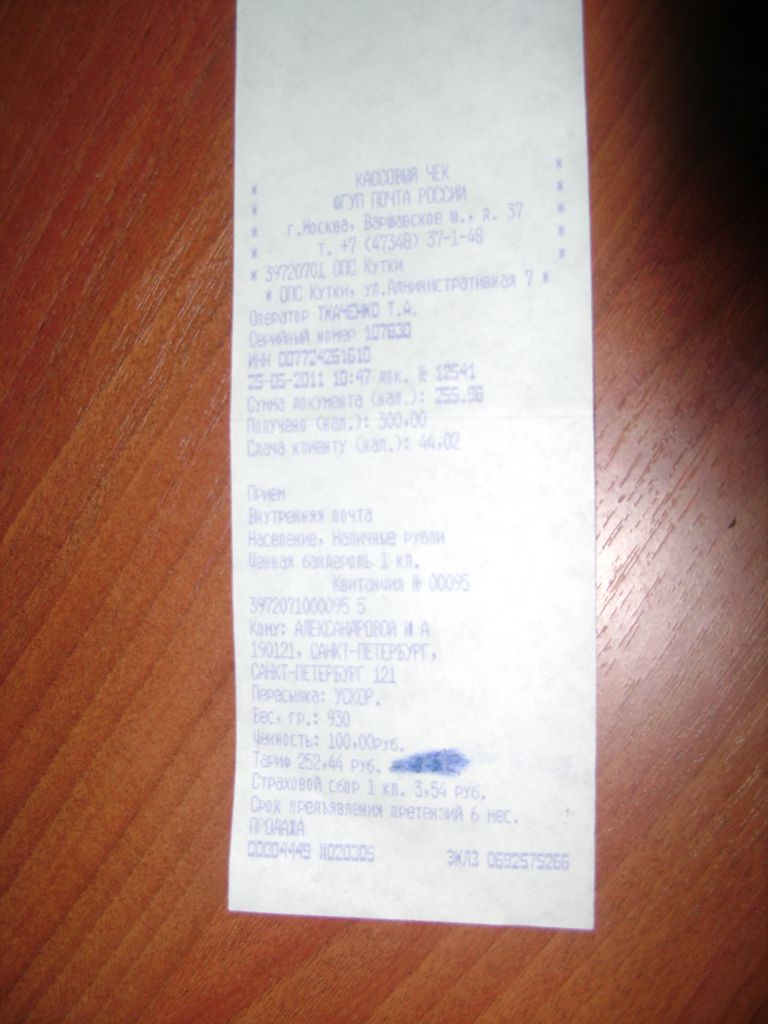 КАССОВЫЙ ЧЕК
ФГУП ПОЧТА РОССИИ
г.Москва, Варшавское ш., д. 37
т. +7 (47348) 37-1-48
* 39720701 ОПС Кутки
* ОПС Кутки, ул.Административная 7 *
Оператор ТКАЧЕНКО Т.А.
Серийный номер 107830
ИНН 007724261610
25-05-2011 10:47 док. № 12541
Сумма документа (нал.): 255.98
Получено (нал.): 300,00
Сдача клиенту (нал.): 44,02
Прием
Внутренняя почта
Население, Наличные рубли
Ценная бандероль 1 кл.
Квитанция № 00095
3972071000095 5
Кому: АЛЕКСАНДРОВОЙ И А
190121, САНКТ-ПЕТЕРБУРГ,
САНКТ-ПЕТЕРБУРГ 121
Пересылка: УСКОР.
Вес, гр.: 930
Ценность: 100,00руб.
Тариф 252,44 руб.
Страховой сбор 1 кл. 3,54 руб.
Срок предъявления претензий 6 мес.
ПРОДАЖА
00004449 #020305 ЭКЛЗ 0692575266